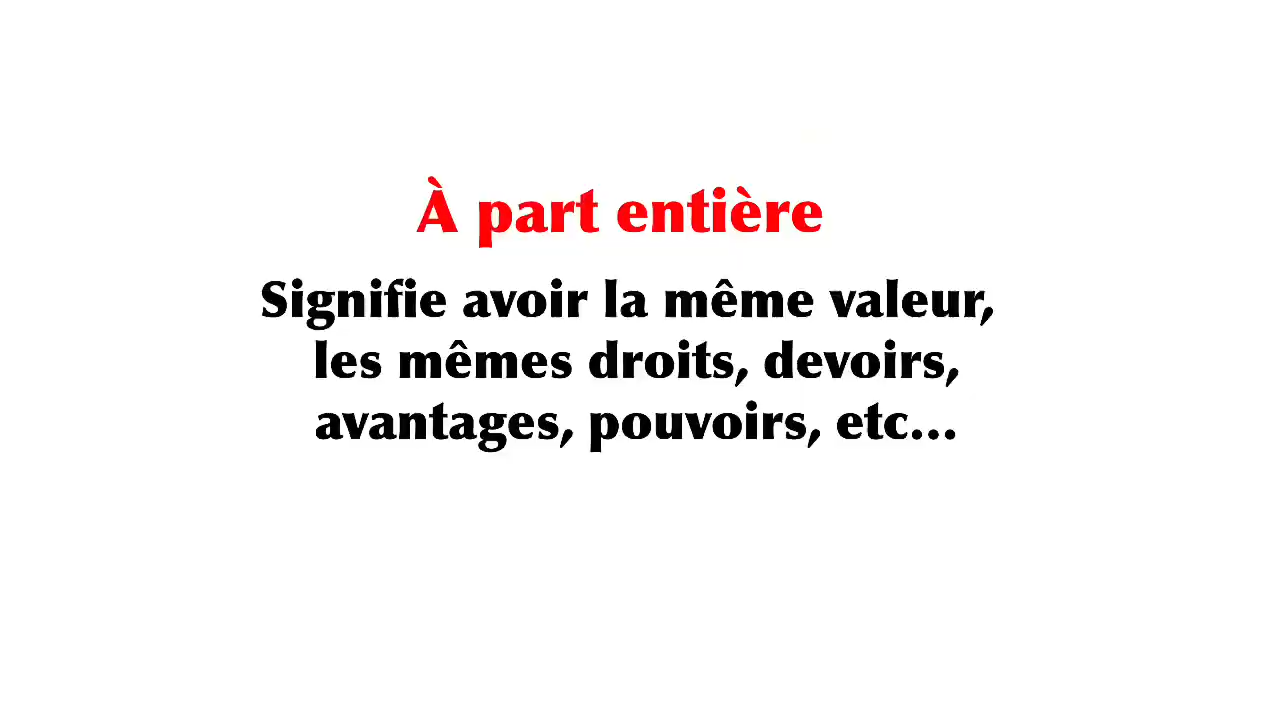 À part entière
Signifie avoir la même valeur,
les mêmes droits, devoirs,
avantages, pouvoirs, etc...